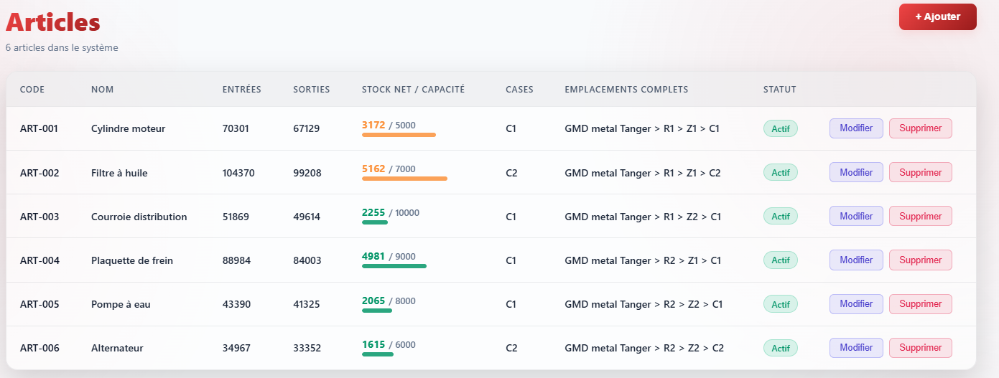 Articles
+ Ajouter
6 articles dans le système
CODE NOM ENTRÉES SORTIES STOCK NET / CAPACITÉ CASES EMPLACEMENTS COMPLETS STATUT
ART-001 Cylindre moteur 70301 67129 3172 / 5000 C1 GMD metal Tanger > R1 > Z1 > C1 Actif Modifier Supprimer
ART-002 Filtre à huile 104370 99208 5162 / 7000 C2 GMD metal Tanger > R1 > Z1 > C2 Actif Modifier Supprimer
ART-003 Courroie distribution 51869 49614 2255 / 10000 C1 GMD metal Tanger > R1 > Z2 > C1 Actif Modifier Supprimer
ART-004 Plaquette de frein 88984 84003 4981 / 9000 C1 GMD metal Tanger > R2 > Z1 > C1 Actif Modifier Supprimer
ART-005 Pompe à eau 43390 41325 2065 / 8000 C1 GMD metal Tanger > R2 > Z2 > C1 Actif Modifier Supprimer
ART-006 Alternateur 34967 33352 1615 / 6000 C2 GMD metal Tanger > R2 > Z2 > C2 Actif Modifier Supprimer